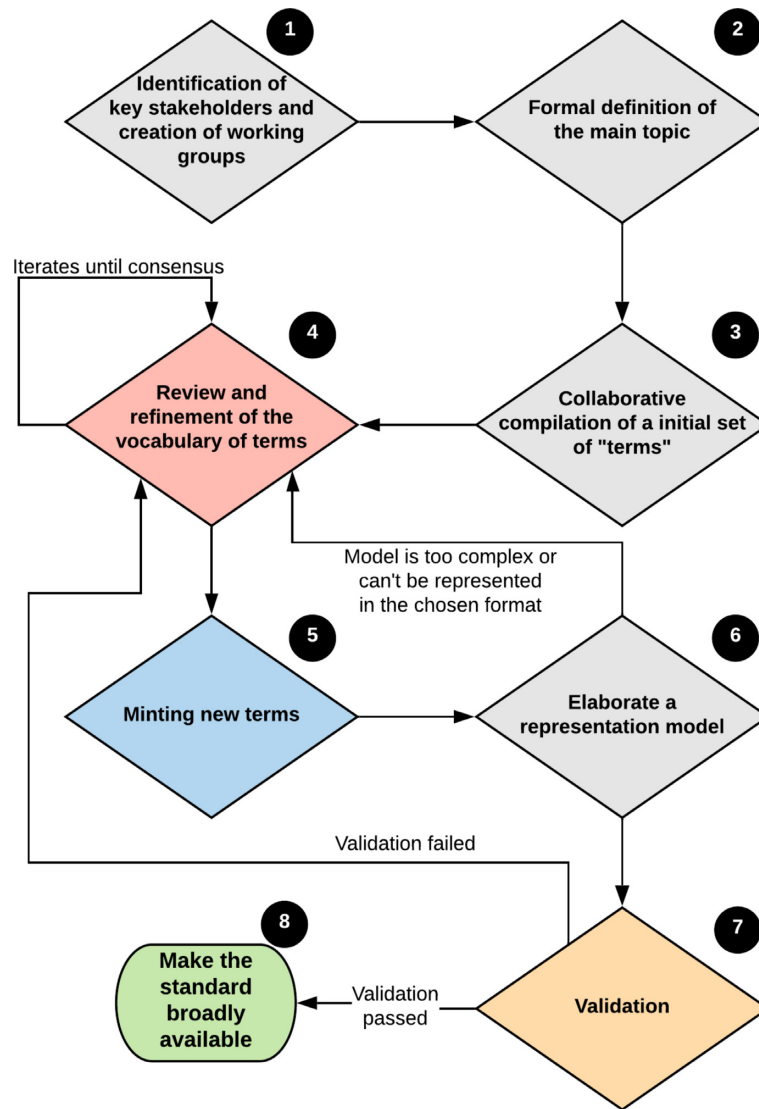 1
Identification of
key stakeholders and
creation of working
groups
2
Formal definition of
the main topic
Iterates until consensus
4
Review and
refinement of the
vocabulary of terms
3
Collaborative
compilation of a initial set
of "terms"
Model is too complex or
can't be represented
in the chosen format
5
Minting new terms
6
Elaborate a
representation model
Validation failed
7
Validation
Validation
passed
8
Make the
standard
broadly
available